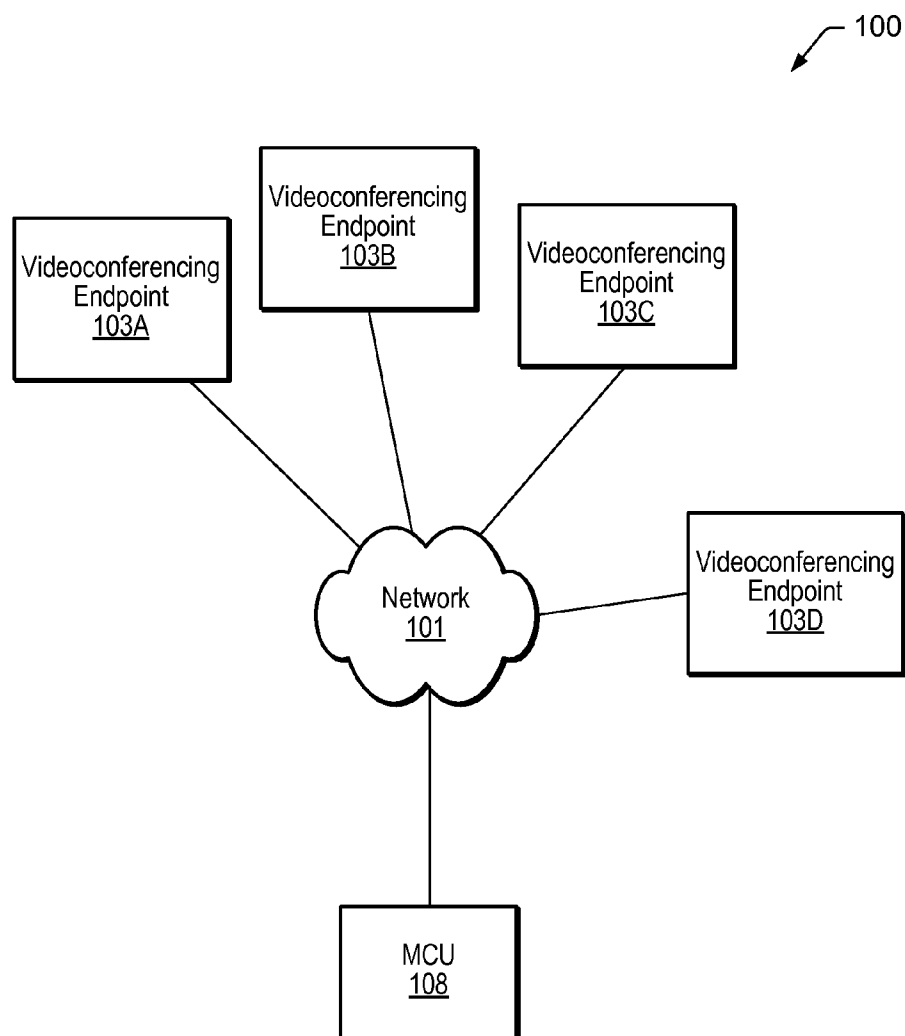 100
Videoconferencing
Endpoint
103A
Videoconferencing
Endpoint
103B
Videoconferencing
Endpoint
103C
Videoconferencing
Endpoint
103D
Network
101
MCU
108